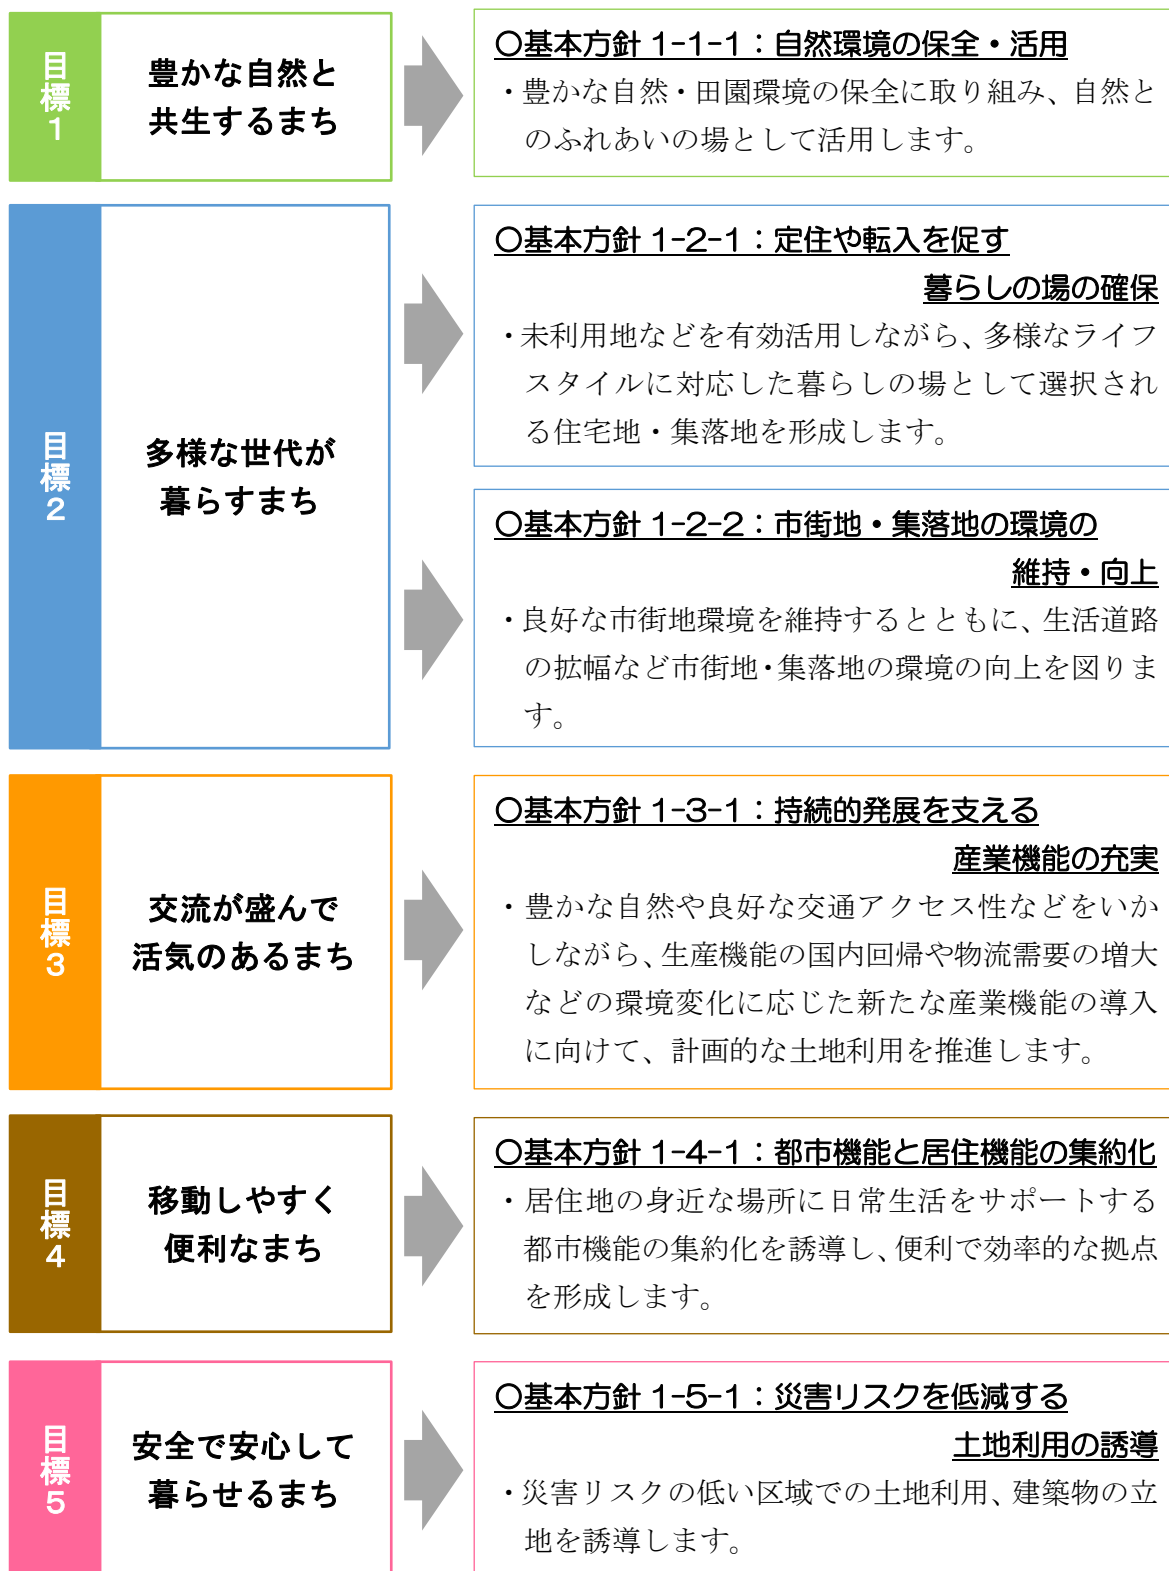 目標1
豊かな自然と
共生するまち
〇基本方針 1-1-1：自然環境の保全・活用
・豊かな自然・田園環境の保全に取り組み、自然と
のふれあいの場として活用します。
目標2
多様な世代が
暮らすまち
〇基本方針 1-2-1：定住や転入を促す
暮らしの場の確保
・未利用地などを有効活用しながら、多様なライフ
スタイルに対応した暮らしの場として選択され
る住宅地・集落地を形成します。
〇基本方針 1-2-2：市街地・集落地の環境の
維持・向上
・良好な市街地環境を維持するとともに、生活道路
の拡幅など市街地・集落地の環境の向上を図りま
す。
目標3
交流が盛んで
活気のあるまち
〇基本方針 1-3-1：持続的発展を支える
産業機能の充実
・豊かな自然や良好な交通アクセス性などをいか
しながら、生産機能の国内回帰や物流需要の増大
などの環境変化に応じた新たな産業機能の導入
に向けて、計画的な土地利用を推進します。
目標4
移動しやすく
便利なまち
〇基本方針 1-4-1：都市機能と居住機能の集約化
・居住地の身近な場所に日常生活をサポートする
都市機能の集約化を誘導し、便利で効率的な拠点
を形成します。
目標5
安全で安心して
暮らせるまち
〇基本方針 1-5-1：災害リスクを低減する
土地利用の誘導
・災害リスクの低い区域での土地利用、建築物の立
地を誘導します。